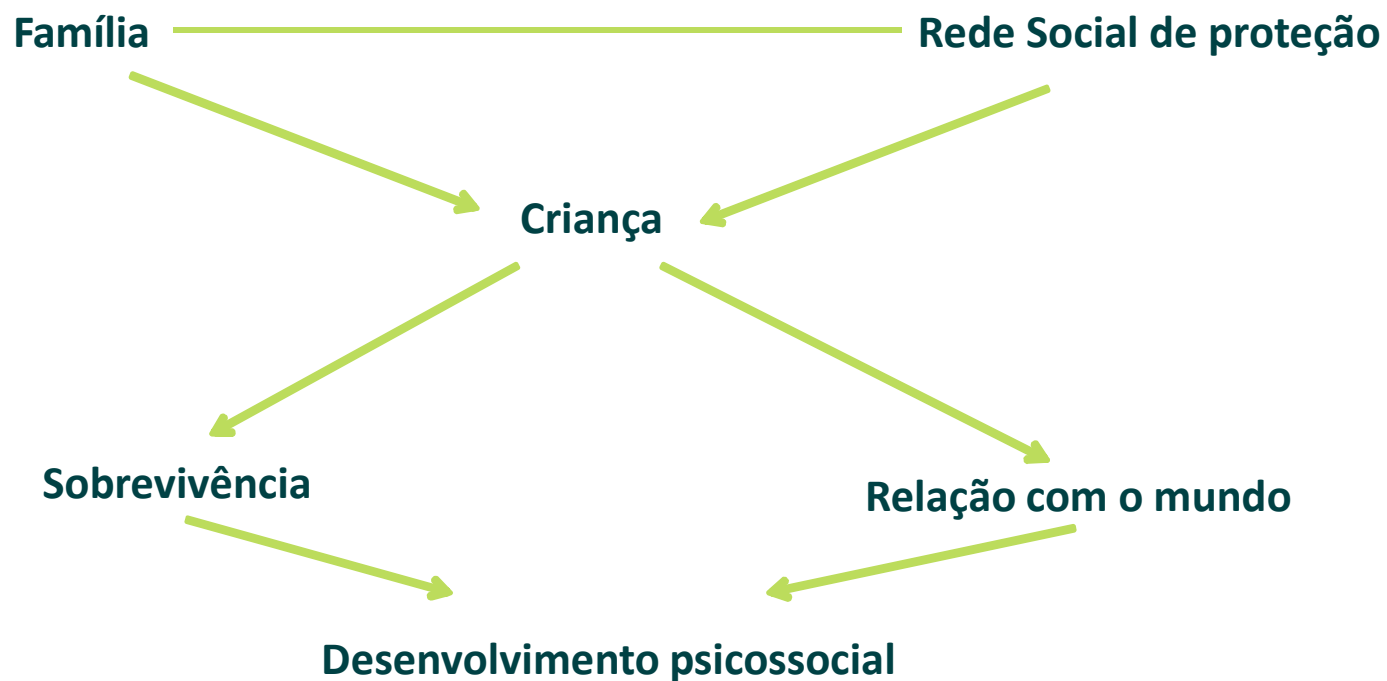 Família
Rede Social de proteção
Criança
Sobrevivência
Relação com o mundo
Desenvolvimento psicossocial